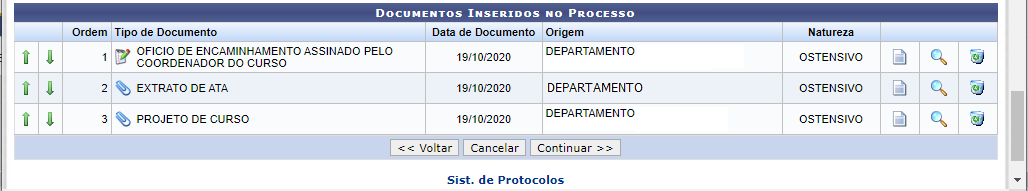 Documentos Inseridos no Processo
Ordem Tipo de Documento Data de Documento Origem Natureza
1 OFICIO DE ENCAMINHAMENTO ASSINADO PELO COORDENADOR DO CURSO 19/10/2020 DEPARTAMENTO OSTENSIVO
2 EXTRATO DE ATA 19/10/2020 DEPARTAMENTO OSTENSIVO
3 PROJETO DE CURSO 19/10/2020 DEPARTAMENTO OSTENSIVO
<< Voltar Cancelar Continuar >>
Sist. de Protocolos